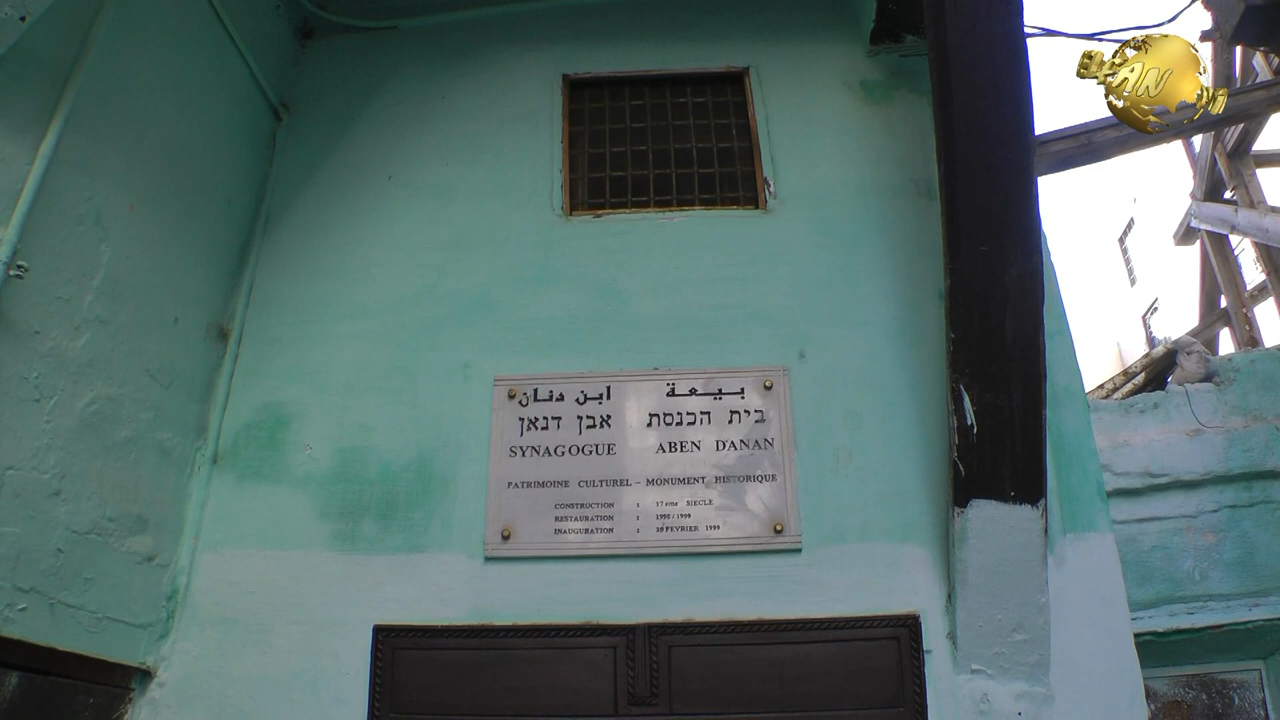 بيعة ابن دنان
בית הכנסת אבן דנאן
SYNAGOGUE ABEN D'ANAN
PATRIMOINE CULTUREL – MONUMENT HISTORIQUE
CONSTRUCTION : 17 eme SIECLE
RESTAURATION : 1998 / 1999
INAUGURATION : FEVRIER 1999